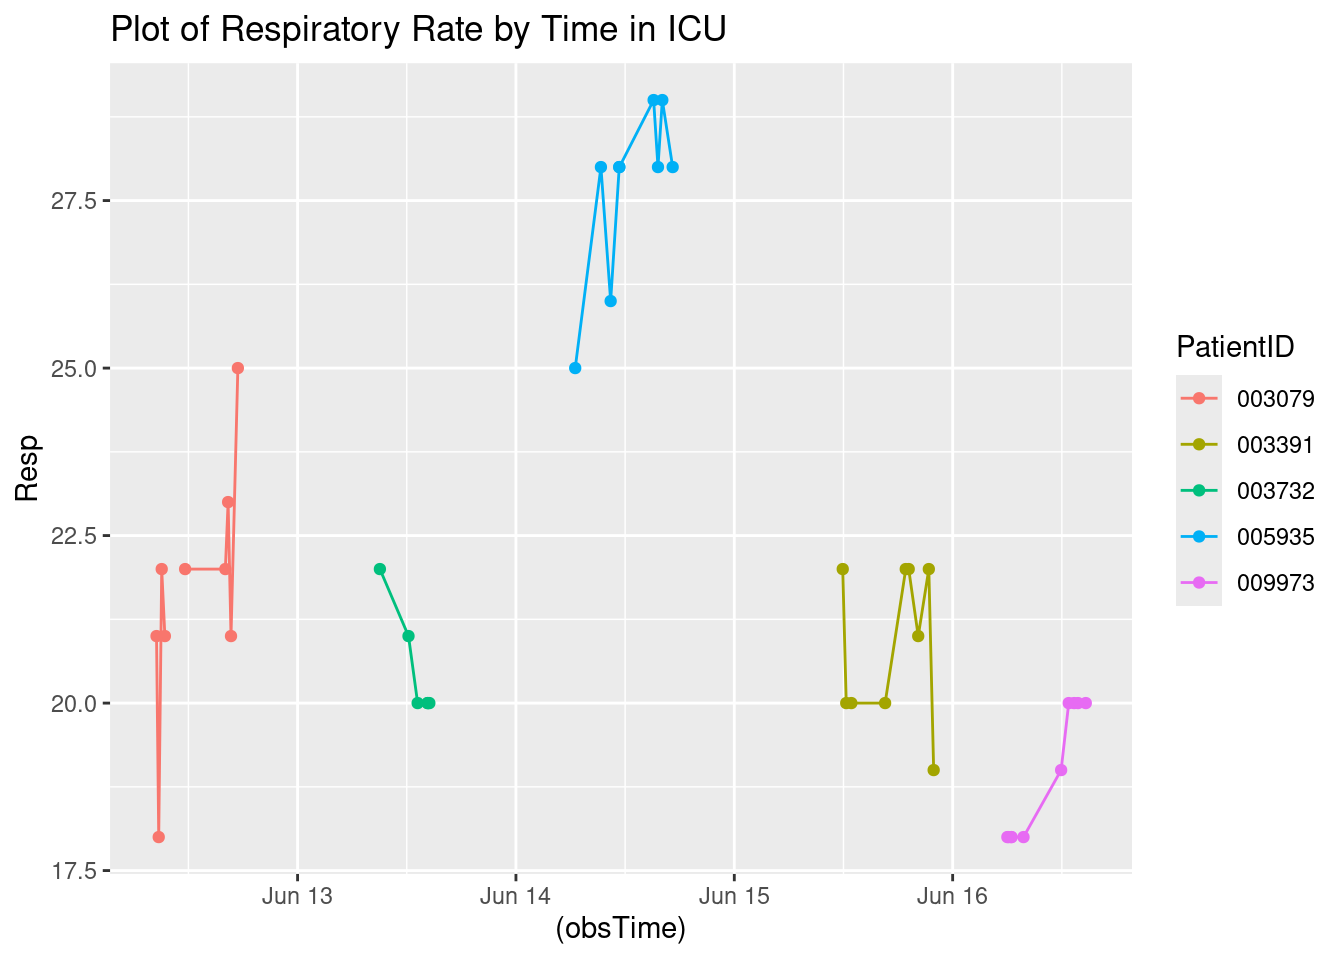 Plot of Respiratory Rate by Time in ICU
27.5
25.0
22.5
20.0
17.5
Resp
Jun 13 Jun 14 Jun 15 Jun 16
(obsTime)
PatientID
003079
003391
003732
005935
009973